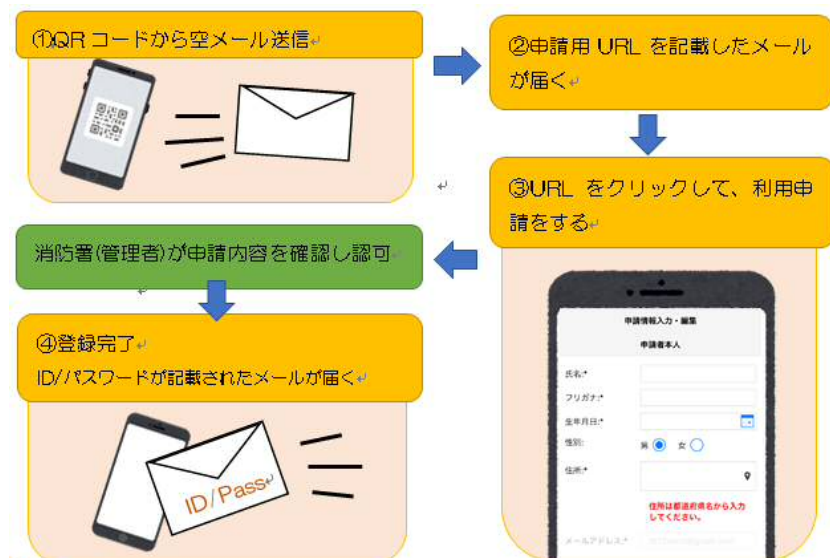 ①QRコードから空メール送信↵
②申請用 URL を記載したメール
が届く↵
↵
③URL をクリックして、利用申
請をする↵
申請情報入力・編集
申請者本人
氏名:*
フリガナ:*
生年月日:*
性別:
男 女
住所:*
住所は都道府県名から入力
してください。
メールアドレス:*
消防署(管理者)が申請内容を確認し認可↵
↵
④登録完了↵
ID/パスワードが記載されたメールが届く↵
ID/Pass↵